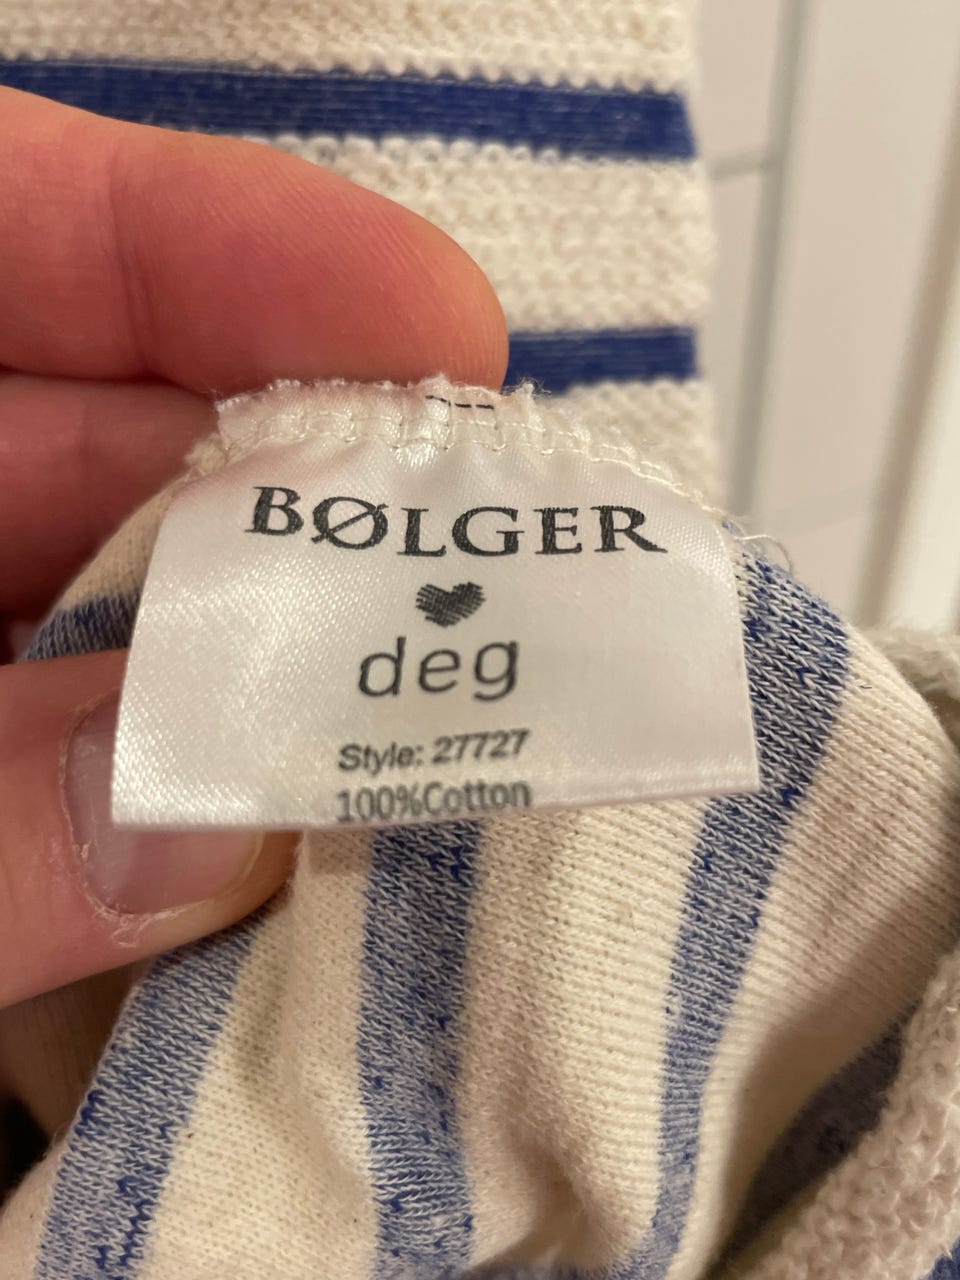 BØLGER
deg
Style: 27727
100%Cotton